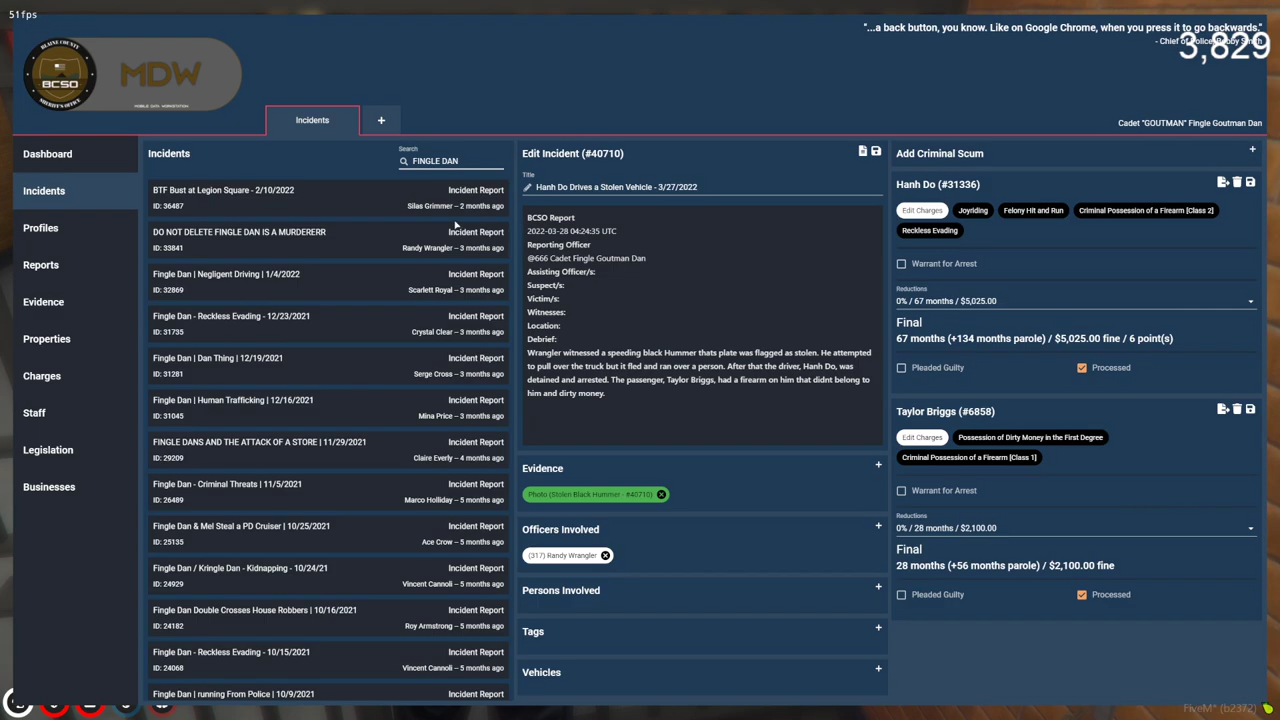 51fps
"...a back button, you know. Like on Google Chrome, when you press it to go backwards."
- Chief of Police Bobby Smith
3,829
BLAINE COUNTY
BCSO
SHERIFF'S OFFICE
MDW
MOBILE DATA WORKSTATION
Incidents
+
Cadet "GOUTMAN" Fingle Goutman Dan
Dashboard
Incidents
Profiles
Reports
Evidence
Properties
Charges
Staff
Legislation
Businesses
Incidents
Search
FINGLE DAN
BTF Bust at Legion Square - 2/10/2022 Incident Report
ID: 36487 Silas Grimmer – 2 months ago
DO NOT DELETE FINGLE DAN IS A MURDERERR Incident Report
ID: 33841 Randy Wrangler – 3 months ago
Fingle Dan | Negligent Driving | 1/4/2022 Incident Report
ID: 32869 Scarlett Royal – 3 months ago
Fingle Dan - Reckless Evading - 12/23/2021 Incident Report
ID: 31735 Crystal Clear – 3 months ago
Fingle Dan | Dan Thing | 12/19/2021 Incident Report
ID: 31281 Serge Cross – 3 months ago
Fingle Dan | Human Trafficking | 12/16/2021 Incident Report
ID: 31045 Mina Price – 3 months ago
FINGLE DANS AND THE ATTACK OF A STORE | 11/29/2021 Incident Report
ID: 29209 Claire Everly – 4 months ago
Fingle Dan - Criminal Threats | 11/5/2021 Incident Report
ID: 26489 Marco Holliday – 5 months ago
Fingle Dan & Mel Steal a PD Cruiser | 10/25/2021 Incident Report
ID: 25135 Ace Crow – 5 months ago
Fingle Dan / Kringle Dan - Kidnapping - 10/24/21 Incident Report
ID: 24929 Vincent Cannoli – 5 months ago
Fingle Dan Double Crosses House Robbers | 10/16/2021 Incident Report
ID: 24182 Roy Armstrong – 5 months ago
Fingle Dan - Reckless Evading - 10/15/2021 Incident Report
ID: 24068 Vincent Cannoli – 5 months ago
Fingle Dan | running From Police | 10/9/2021 Incident Report
Edit Incident (#40710)
Title
Hanh Do Drives a Stolen Vehicle - 3/27/2022
BCSO Report
2022-03-28 04:24:35 UTC
Reporting Officer
@666 Cadet Fingle Goutman Dan
Assisting Officer/s:
Suspect/s:
Victim/s:
Witnesses:
Location:
Debrief:
Wrangler witnessed a speeding black Hummer thats plate was flagged as stolen. He attempted
to pull over the truck but it fled and ran over a person. After that the driver, Hanh Do, was
detained and arrested. The passenger, Taylor Briggs, had a firearm on him that didnt belong to
him and dirty money.
Evidence +
Photo (Stolen Black Hummer - #40710)
Officers Involved +
(317) Randy Wrangler
Persons Involved +
Tags +
Vehicles +
Add Criminal Scum +
Hanh Do (#31336)
Edit Charges Joyriding Felony Hit and Run Criminal Possession of a Firearm [Class 2]
Reckless Evading
Warrant for Arrest
Reductions
0% / 67 months / $5,025.00
Final
67 months (+134 months parole) / $5,025.00 fine / 6 point(s)
Pleaded Guilty Processed
Taylor Briggs (#6858)
Edit Charges Possession of Dirty Money in the First Degree
Criminal Possession of a Firearm [Class 1]
Warrant for Arrest
Reductions
0% / 28 months / $2,100.00
Final
28 months (+56 months parole) / $2,100.00 fine
Pleaded Guilty Processed
FiveM* (b2372)